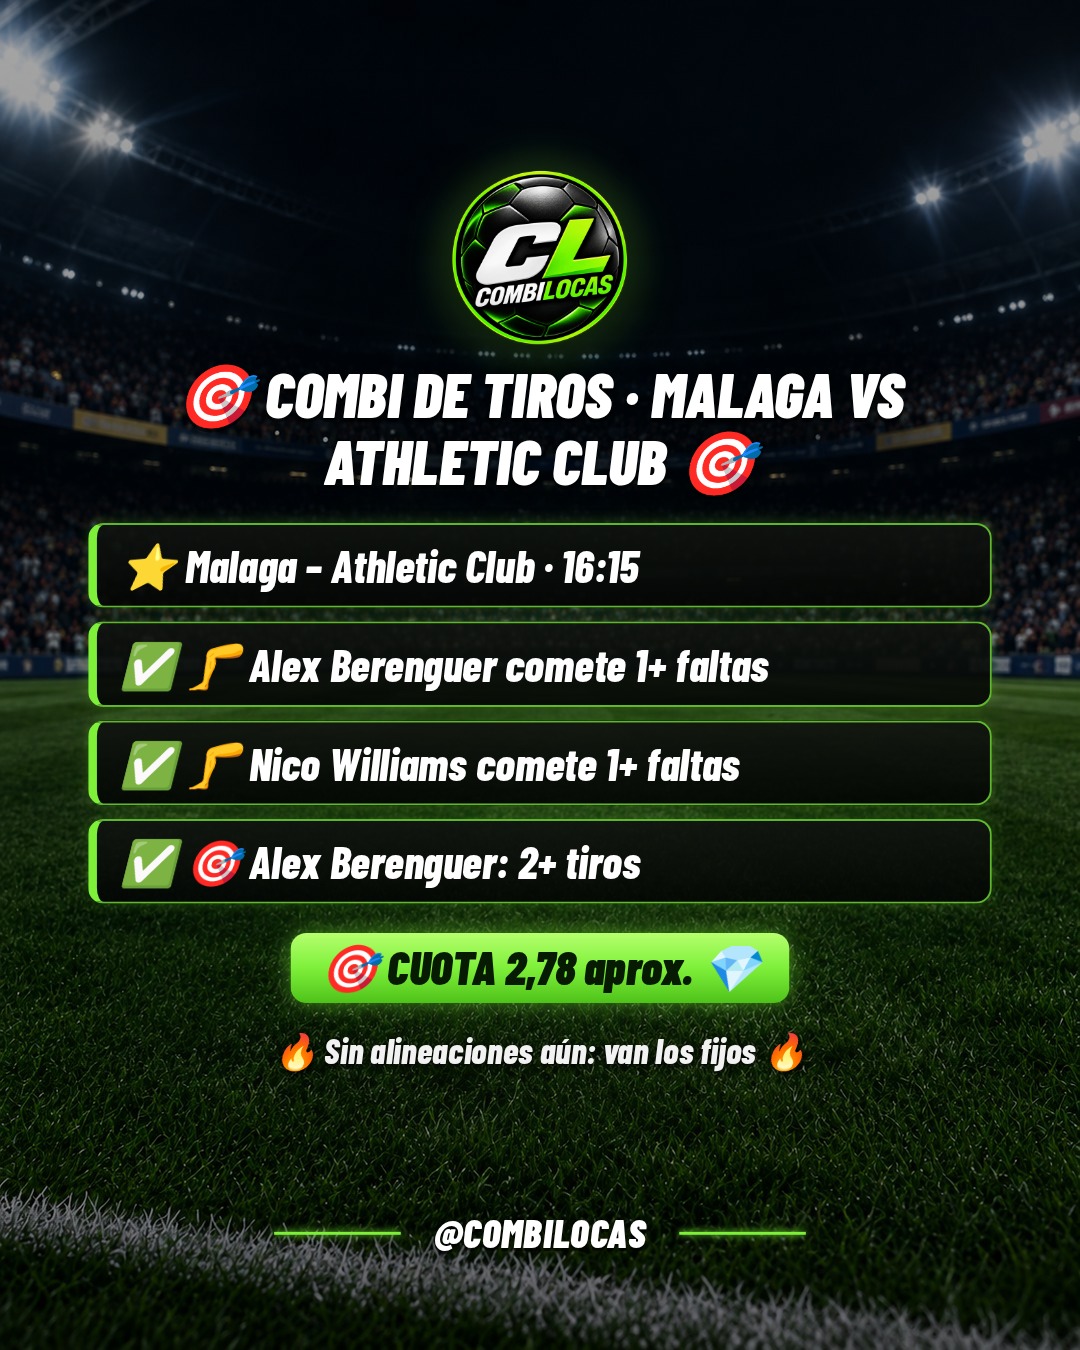 CL
COMBILOCAS
🎯 COMBI DE TIROS · MALAGA VS
ATHLETIC CLUB 🎯
⭐ Malaga – Athletic Club · 16:15
✅ 🦵 Alex Berenguer comete 1+ faltas
✅ 🦵 Nico Williams comete 1+ faltas
✅ 🎯 Alex Berenguer: 2+ tiros
🎯 CUOTA 2,78 aprox. 💎
🔥 Sin alineaciones aún: van los fijos 🔥
@COMBILOCAS